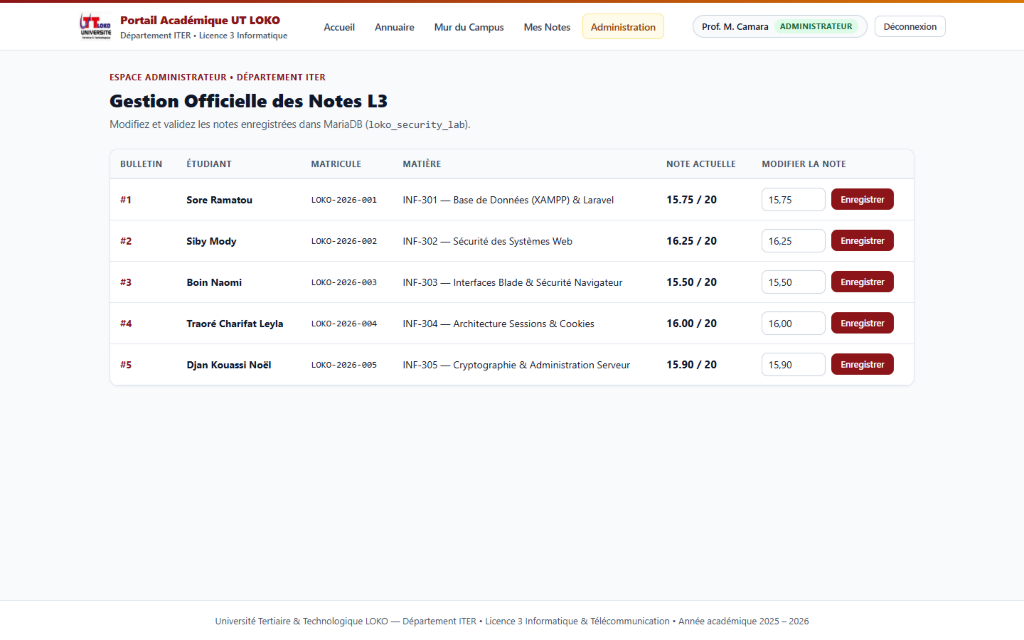 UT LOKO
UNIVERSITE
Portail Académique UT LOKO
Département ITER • Licence 3 Informatique
Accueil Annuaire Mur du Campus Mes Notes Administration
Prof. M. Camara ADMINISTRATEUR Déconnexion
ESPACE ADMINISTRATEUR • DÉPARTEMENT ITER
Gestion Officielle des Notes L3
Modifiez et validez les notes enregistrées dans MariaDB (loko_security_lab).
BULLETIN ÉTUDIANT MATRICULE MATIÈRE NOTE ACTUELLE MODIFIER LA NOTE
#1 Sore Ramatou LOKO-2026-001 INF-301 — Base de Données (XAMPP) & Laravel 15.75 / 20 15,75 Enregistrer
#2 Siby Mody LOKO-2026-002 INF-302 — Sécurité des Systèmes Web 16.25 / 20 16,25 Enregistrer
#3 Boin Naomi LOKO-2026-003 INF-303 — Interfaces Blade & Sécurité Navigateur 15.50 / 20 15,50 Enregistrer
#4 Traoré Charifat Leyla LOKO-2026-004 INF-304 — Architecture Sessions & Cookies 16.00 / 20 16,00 Enregistrer
#5 Djan Kouassi Noël LOKO-2026-005 INF-305 — Cryptographie & Administration Serveur 15.90 / 20 15,90 Enregistrer
Université Tertiaire & Technologique LOKO — Département ITER • Licence 3 Informatique & Télécommunication • Année académique 2025 – 2026